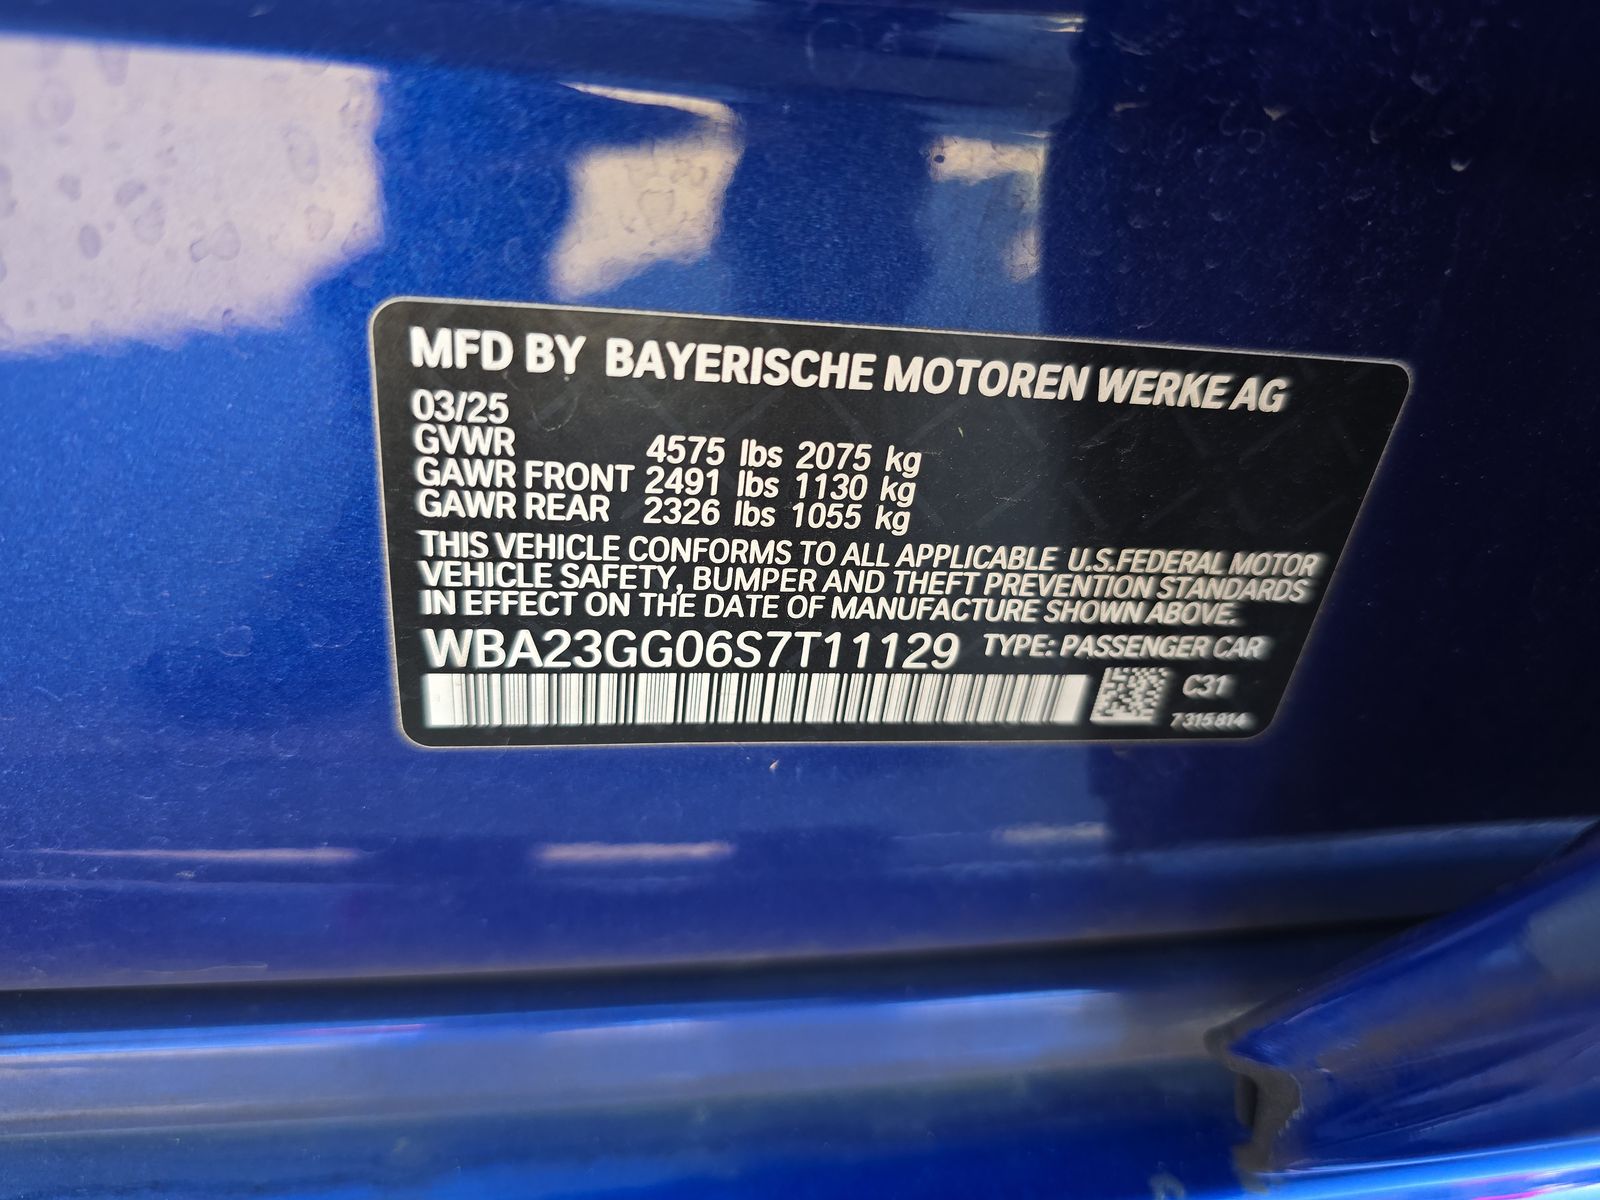 MFD BY BAYERISCHE MOTOREN WERKE AG
03/25
GVWR 4575 lbs 2075 kg
GAWR FRONT 2491 lbs 1130 kg
GAWR REAR 2326 lbs 1055 kg
THIS VEHICLE CONFORMS TO ALL APPLICABLE U.S.FEDERAL MOTOR
VEHICLE SAFETY, BUMPER AND THEFT PREVENTION STANDARDS
IN EFFECT ON THE DATE OF MANUFACTURE SHOWN ABOVE.
WBA23GG06S7T11129 TYPE: PASSENGER CAR
C31
7315814